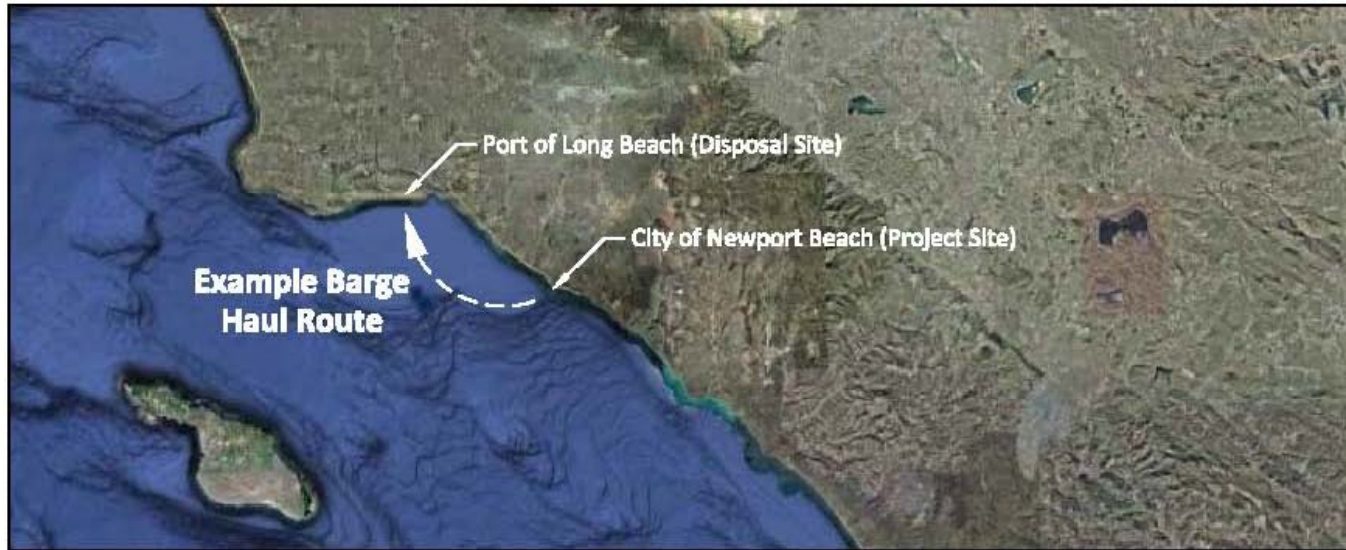 Port of Long Beach (Disposal Site)
City of Newport Beach (Project Site)
Example Barge
Haul Route